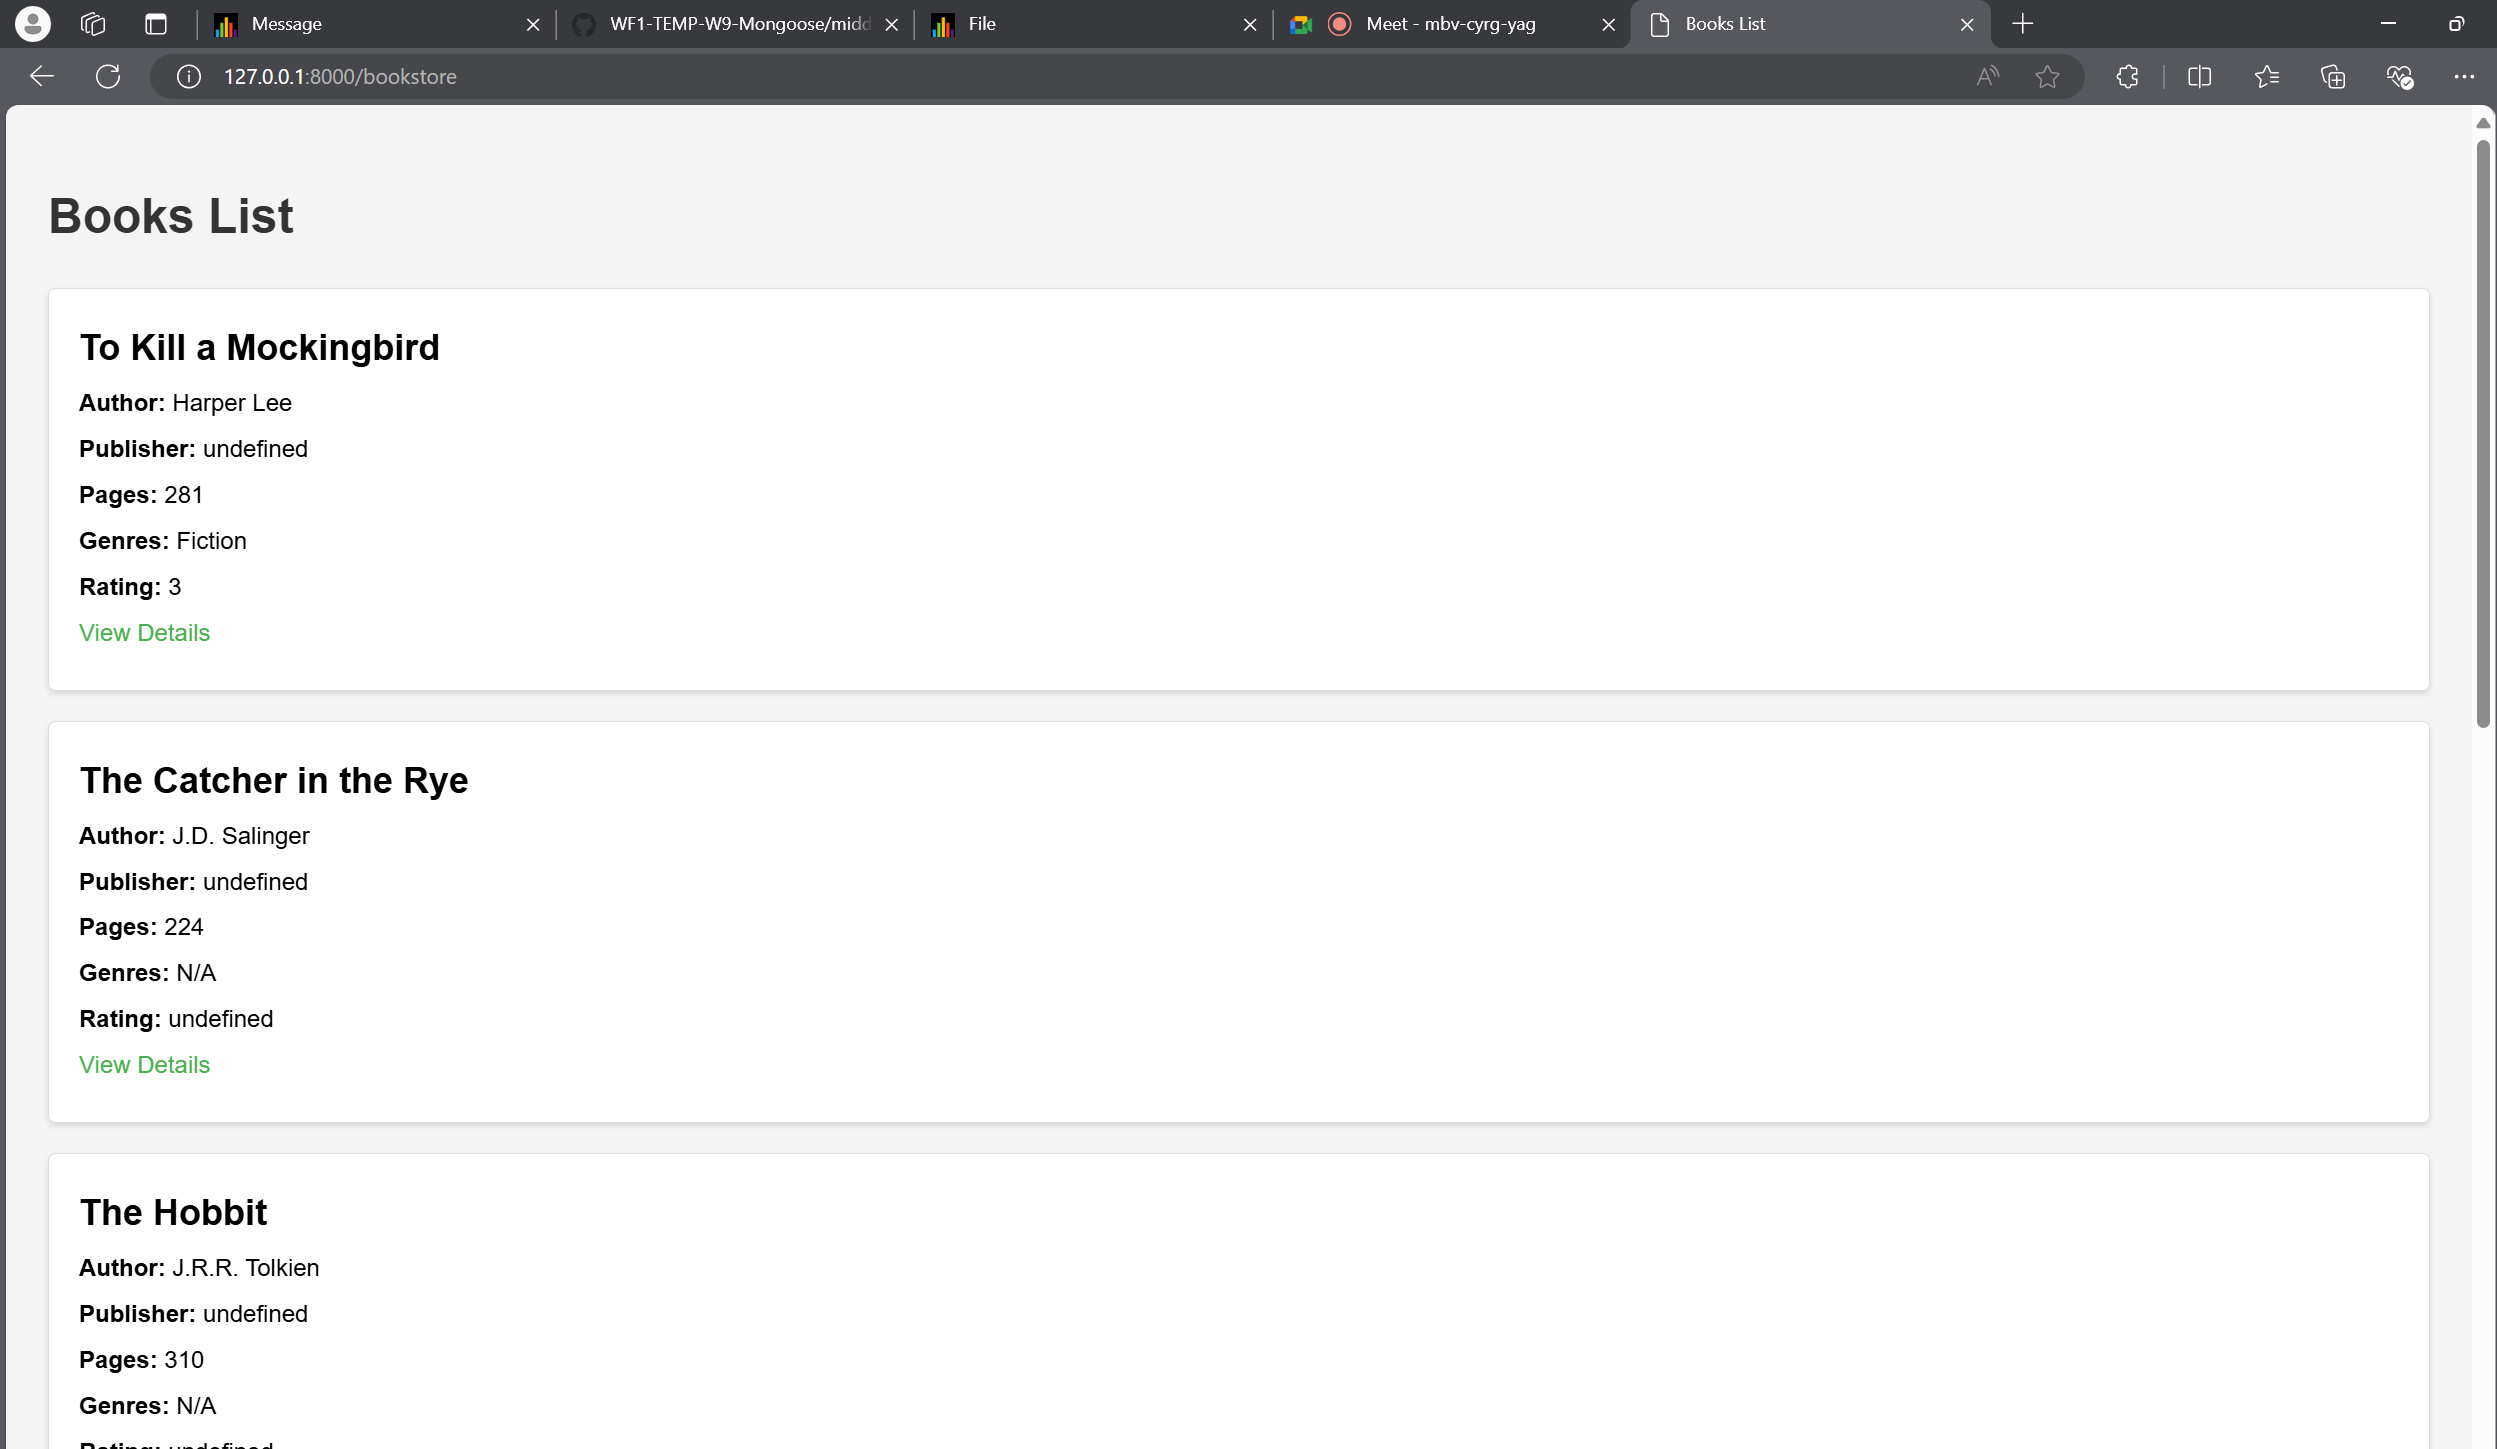 Message
WF1-TEMP-W9-Mongoose/midd
File
Meet - mbv-cyrg-yag
Books List
127.0.0.1:8000/bookstore
Books List
To Kill a Mockingbird
Author: Harper Lee
Publisher: undefined
Pages: 281
Genres: Fiction
Rating: 3
View Details
The Catcher in the Rye
Author: J.D. Salinger
Publisher: undefined
Pages: 224
Genres: N/A
Rating: undefined
View Details
The Hobbit
Author: J.R.R. Tolkien
Publisher: undefined
Pages: 310
Genres: N/A
Rating: undefined